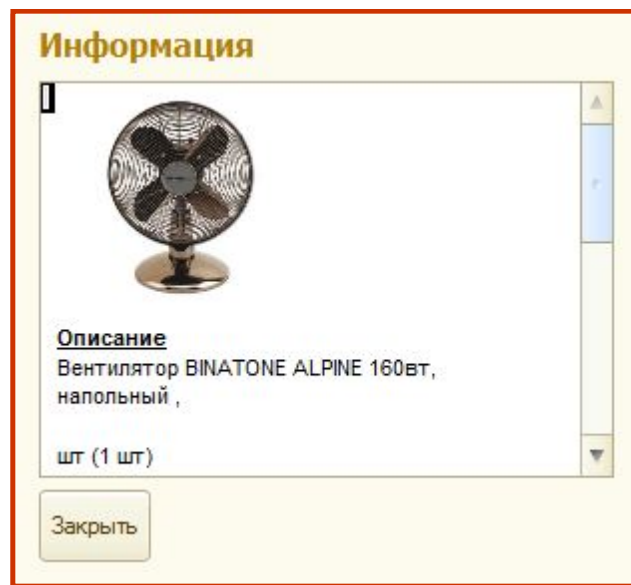 Информация
Описание
Вентилятор BINATONE ALPINE 160вт,
напольный ,
шт (1 шт)
Закрыть